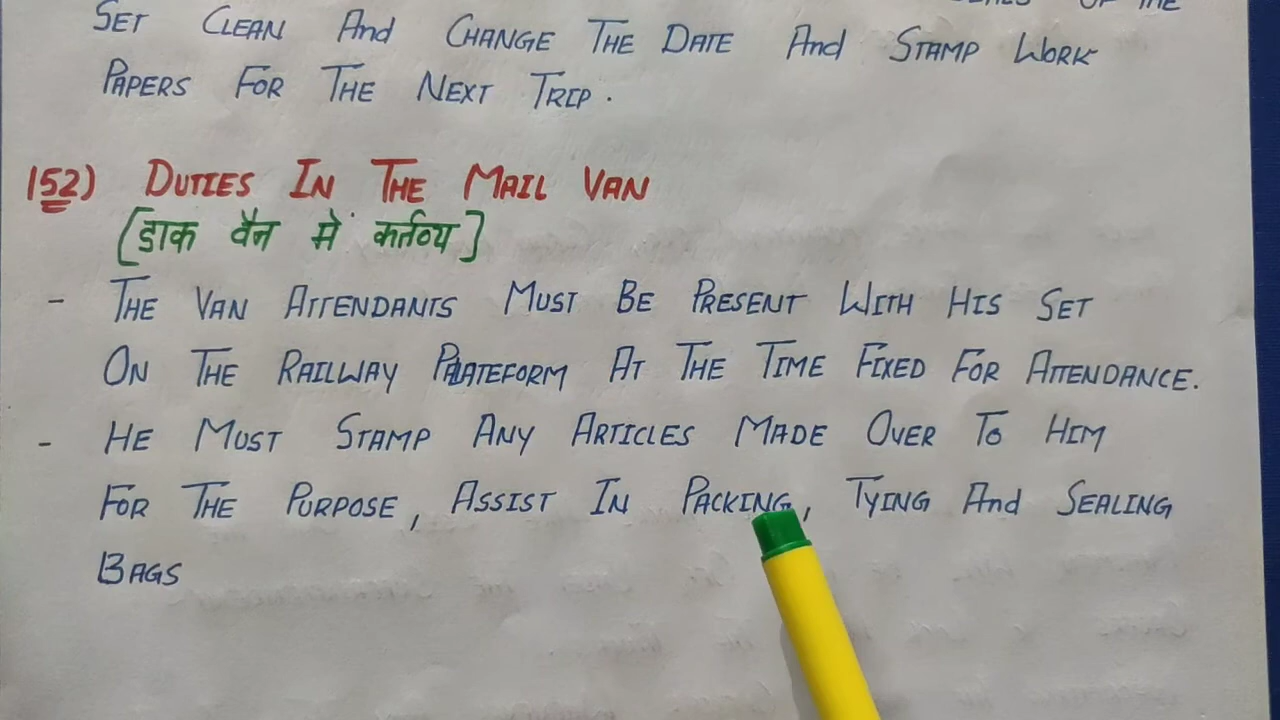 OF THE
SET CLEAN And CHANGE THE DATE And STAMP WORK
PAPERS FOR THE NEXT TRIP.
152) DUTIES IN THE MAIL VAN
[डाक वैन में कर्तव्य]
- THE VAN ATTENDANTS MUST BE PRESENT WITH HIS SET
ON THE RAILWAY PLATEFORM AT THE TIME FIXED FOR ATTENDANCE.
- HE MUST STAMP ANY ARTICLES MADE OVER TO HIM
FOR THE PURPOSE, ASSIST IN PACKING, TYING And SEALING
BAGS